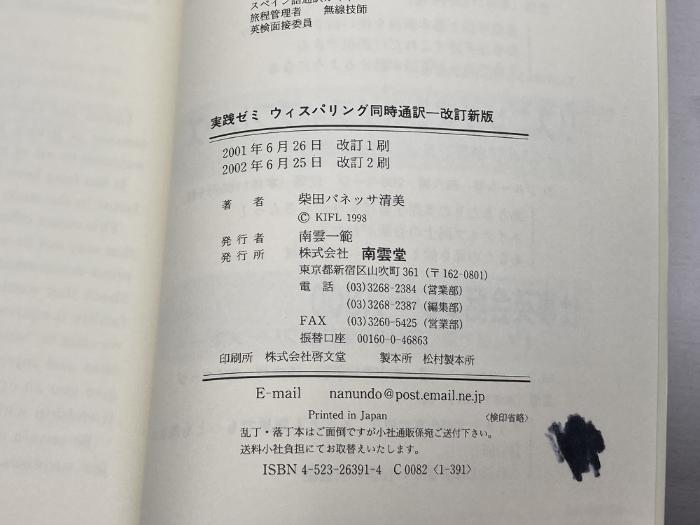 旅程管理者 無線技師
英検面接委員
実践ゼミ ウィスパリング同時通訳―改訂新版
2001年6月26日 改訂1刷
2002年6月25日 改訂2刷
著者 柴田バネッサ清美
© KIFL 1998
発行者 南雲一範
発行所 株式会社 南雲堂
東京都新宿区山吹町361(〒162-0801)
電話 (03)3268-2384(営業部)
(03)3268-2387(編集部)
FAX (03)3260-5425(営業部)
振替口座 00160-0-46863
印刷所 株式会社啓文堂 製本所 松村製本所
E-mail nanundo@post.email.ne.jp
Printed in Japan 〈検印省略〉
乱丁・落丁本はご面倒ですが小社通販係宛ご送付下さい。
送料小社負担にてお取替えいたします。
ISBN 4-523-26391-4 C0082〈1-391〉